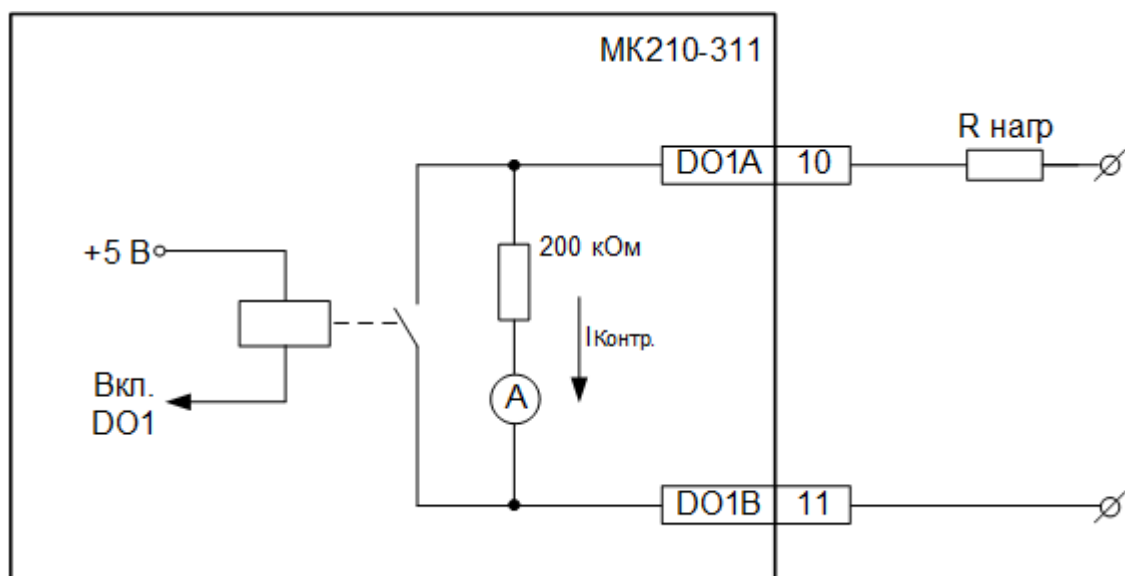 МК210-311
R нагр
DO1A 10
200 кОм
+5 В
Iконтр.
Вкл.
DO1
А
DO1B 11